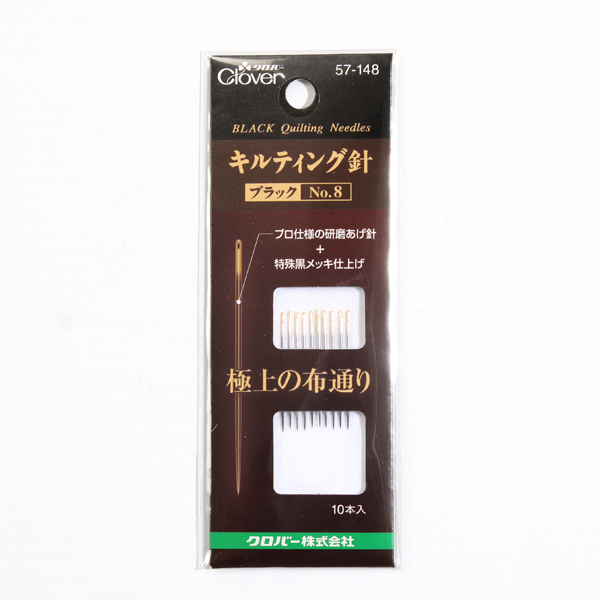 クロバー
Clover
57-148
BLACK Quilting Needles
キルティング針
ブラック No.8
プロ仕様の研磨あげ針
+
特殊黒メッキ仕上げ
極上の布通り
10本入
クロバー株式会社